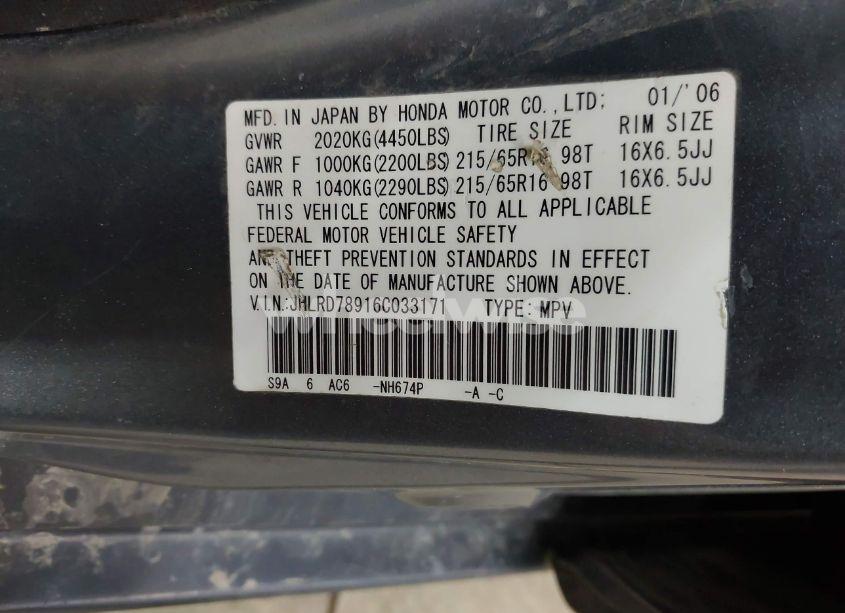 MFD. IN JAPAN BY HONDA MOTOR CO., LTD: 01/'06
GVWR 2020KG(4450LBS) TIRE SIZE RIM SIZE
GAWR F 1000KG(2200LBS) 215/65R16 98T 16X6.5JJ
GAWR R 1040KG(2290LBS) 215/65R16 98T 16X6.5JJ
THIS VEHICLE CONFORMS TO ALL APPLICABLE
FEDERAL MOTOR VEHICLE SAFETY
AND THEFT PREVENTION STANDARDS IN EFFECT
ON THE DATE OF MANUFACTURE SHOWN ABOVE.
V.I.N.:JHLRD78916C033171 TYPE: MPV
S9A 6 AC6 -NH674P -A -C